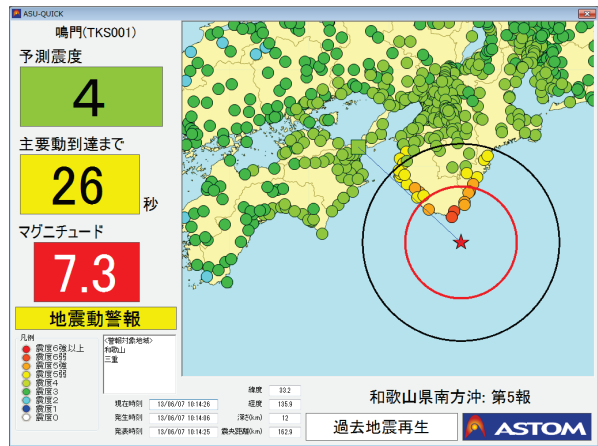 ASU-QUICK
鳴門(TKS001)
予測震度
4
主要動到達まで
26 秒
マグニチュード
7.3
地震動警報
凡例
震度6強以上
震度6弱
震度5強
震度5弱
震度4
震度3
震度2
震度1
震度0
<警報対象地域>
和歌山
三重
現在時刻 13/06/07 10:14:26
発生時刻 13/06/07 10:14:06
発表時刻 13/06/07 10:14:25
緯度 33.2
経度 135.9
深さ(km) 12
震央距離(km) 162.9
和歌山県南方沖: 第5報
過去地震再生
ASTOM